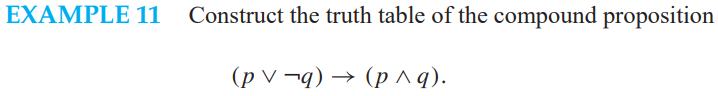 EXAMPLE 11 Construct the truth table of the compound proposition
(p ∨ ¬q) → (p ∧ q).